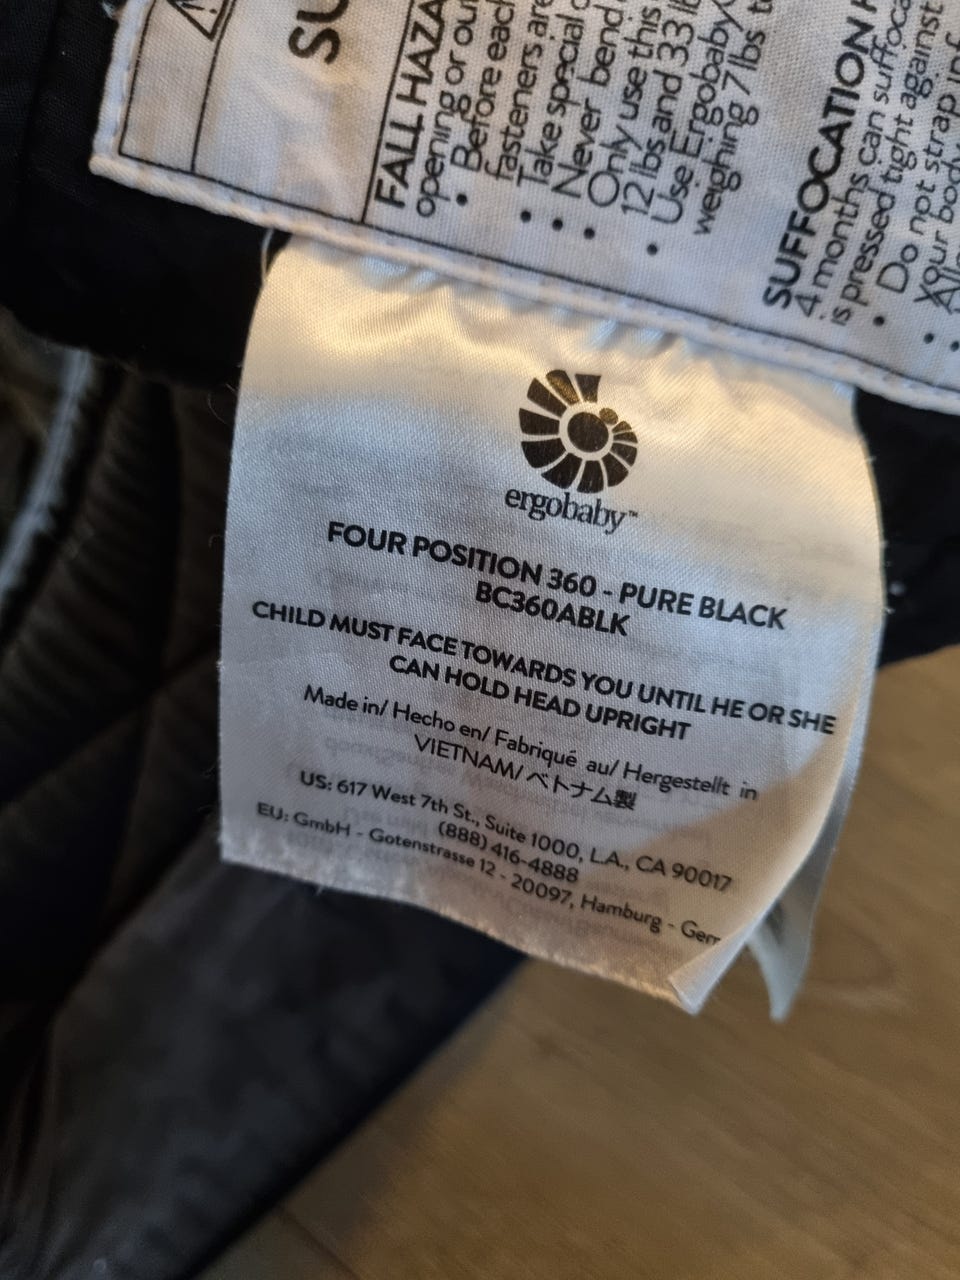 SU
FALL HAZA
opening or our
• Before each
fasteners are
• Take special
• Never bend
• Only use this
12 lbs and 33 lb
• Use Ergobaby
weighing 7 lbs t
SUFFOCATION H
4 months can suffoca
is pressed tight against
• Do not strap inf
your body
ergobaby™
FOUR POSITION 360 - PURE BLACK
BC360ABLK
CHILD MUST FACE TOWARDS YOU UNTIL HE OR SHE
CAN HOLD HEAD UPRIGHT
Made in/ Hecho en/ Fabriqué au/ Hergestellt in
VIETNAM/ベトナム製
US: 617 West 7th St., Suite 1000, L.A., CA 90017
(888) 416-4888
EU: GmbH - Gotenstrasse 12 - 20097, Hamburg - Germ